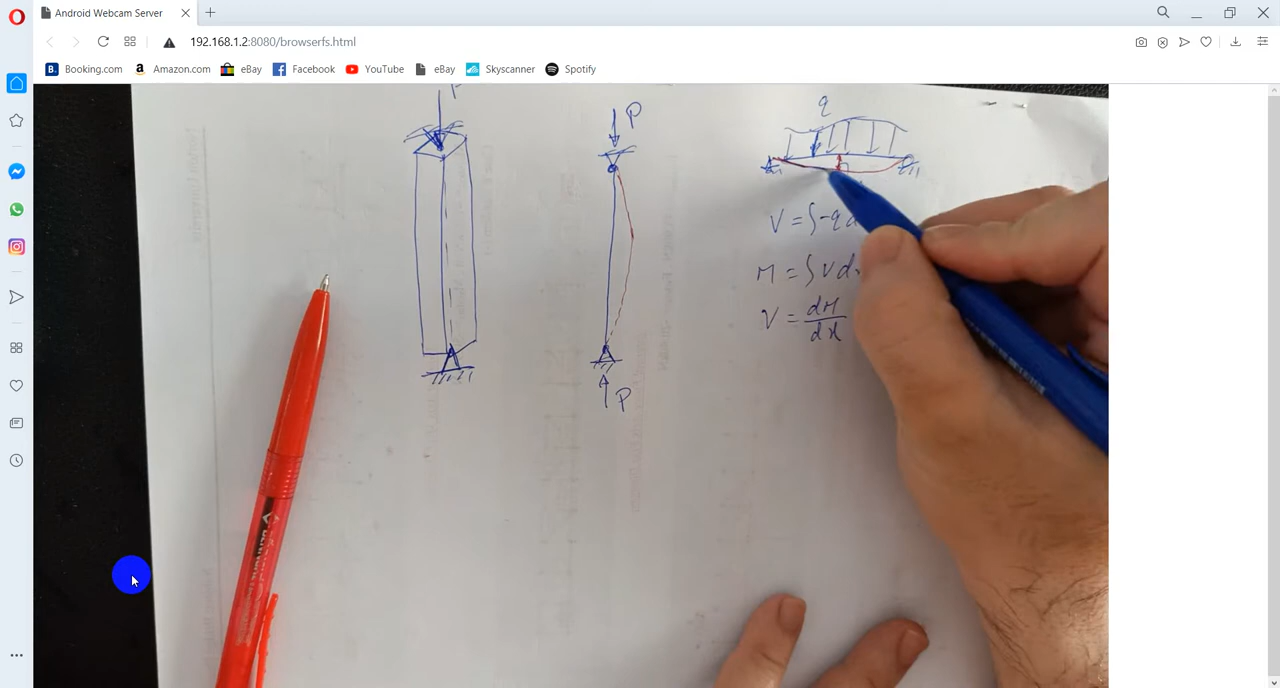 Android Webcam Server
192.168.1.2:8080/browserfs.html
Booking.com Amazon.com eBay Facebook YouTube eBay Skyscanner Spotify
P
P
P
q
V = ∫-q
M = ∫ V d
V = dM/dx